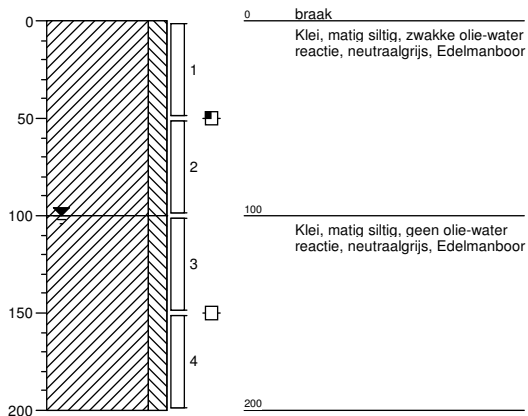 0
50
100
150
200
1
2
3
4
0 braak
Klei, matig siltig, zwakke olie-water
reactie, neutraalgrijs, Edelmanboor
100
Klei, matig siltig, geen olie-water
reactie, neutraalgrijs, Edelmanboor
200